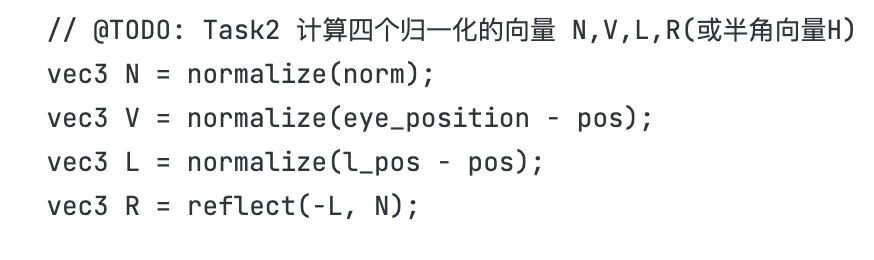 // @TODO: Task2 计算四个归一化的向量 N,V,L,R(或半角向量H)
vec3 N = normalize(norm);
vec3 V = normalize(eye_position - pos);
vec3 L = normalize(l_pos - pos);
vec3 R = reflect(-L, N);